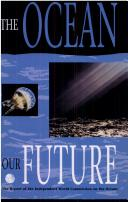 THE OCEAN
OUR FUTURE
The Report of the Independent World Commission on the Oceans